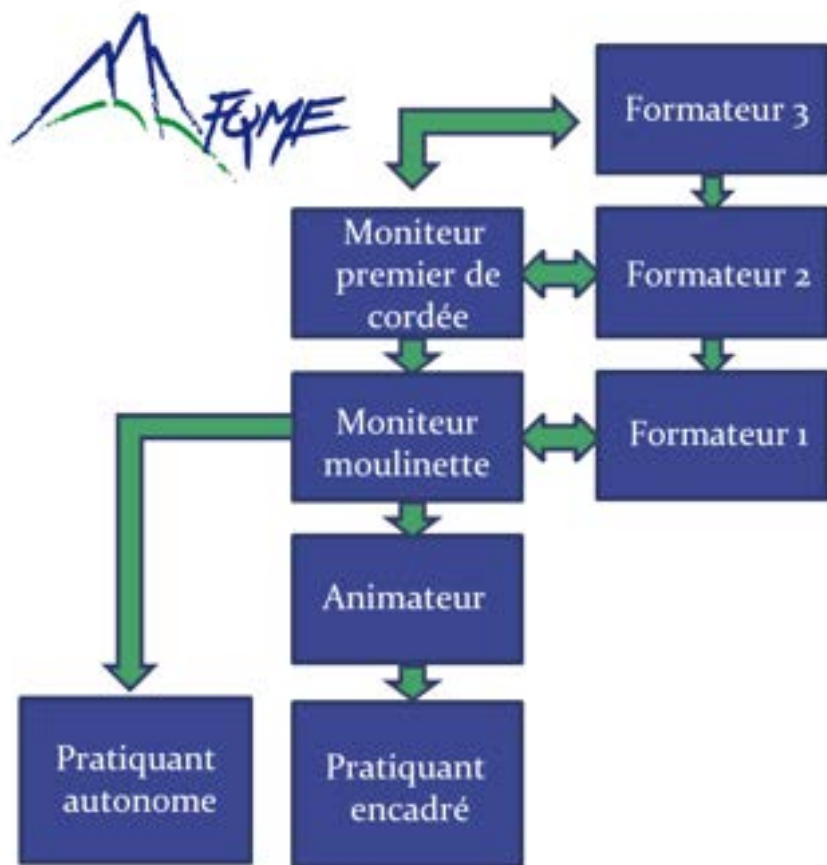 FQME
Formateur 3
Moniteur
premier de
cordée
Formateur 2
Moniteur
moulinette
Formateur 1
Animateur
Pratiquant
autonome
Pratiquant
encadré